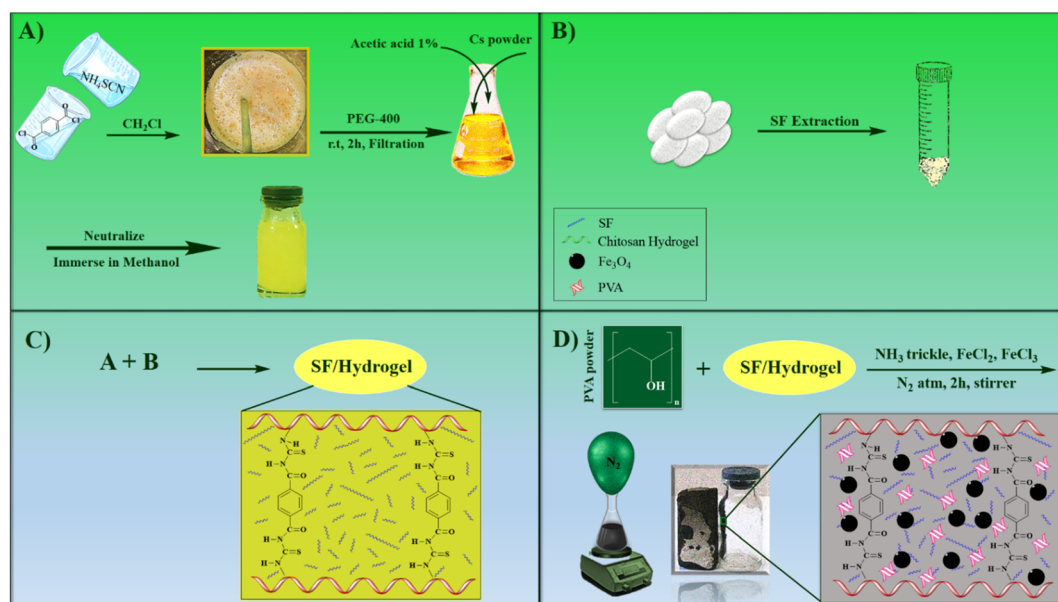 A)
NH₄SCN
O
Cl
Cl
O
CH₂Cl
PEG-400
r.t, 2h, Filtration
Acetic acid 1%
Cs powder
Neutralize
Immerse in Methanol
B)
SF Extraction
SF
Chitosan Hydrogel
Fe₃O₄
PVA
C)
A + B
SF/Hydrogel
N H
C=S
H-N
C=O
C=O
H-N
C=S
H-N
H-N
C=S
H-N
C=O
C=O
H-N
C=S
H-N
D)
PVA powder
OH
n
+
SF/Hydrogel
NH₃ trickle, FeCl₂, FeCl₃
N₂ atm, 2h, stirrer
N₂
N H
C=S
H-N
C=O
C=O
H-N
C=S
H-N
H-N
C=S
H-N
C=O
C=O
H-N
C=S
H-N